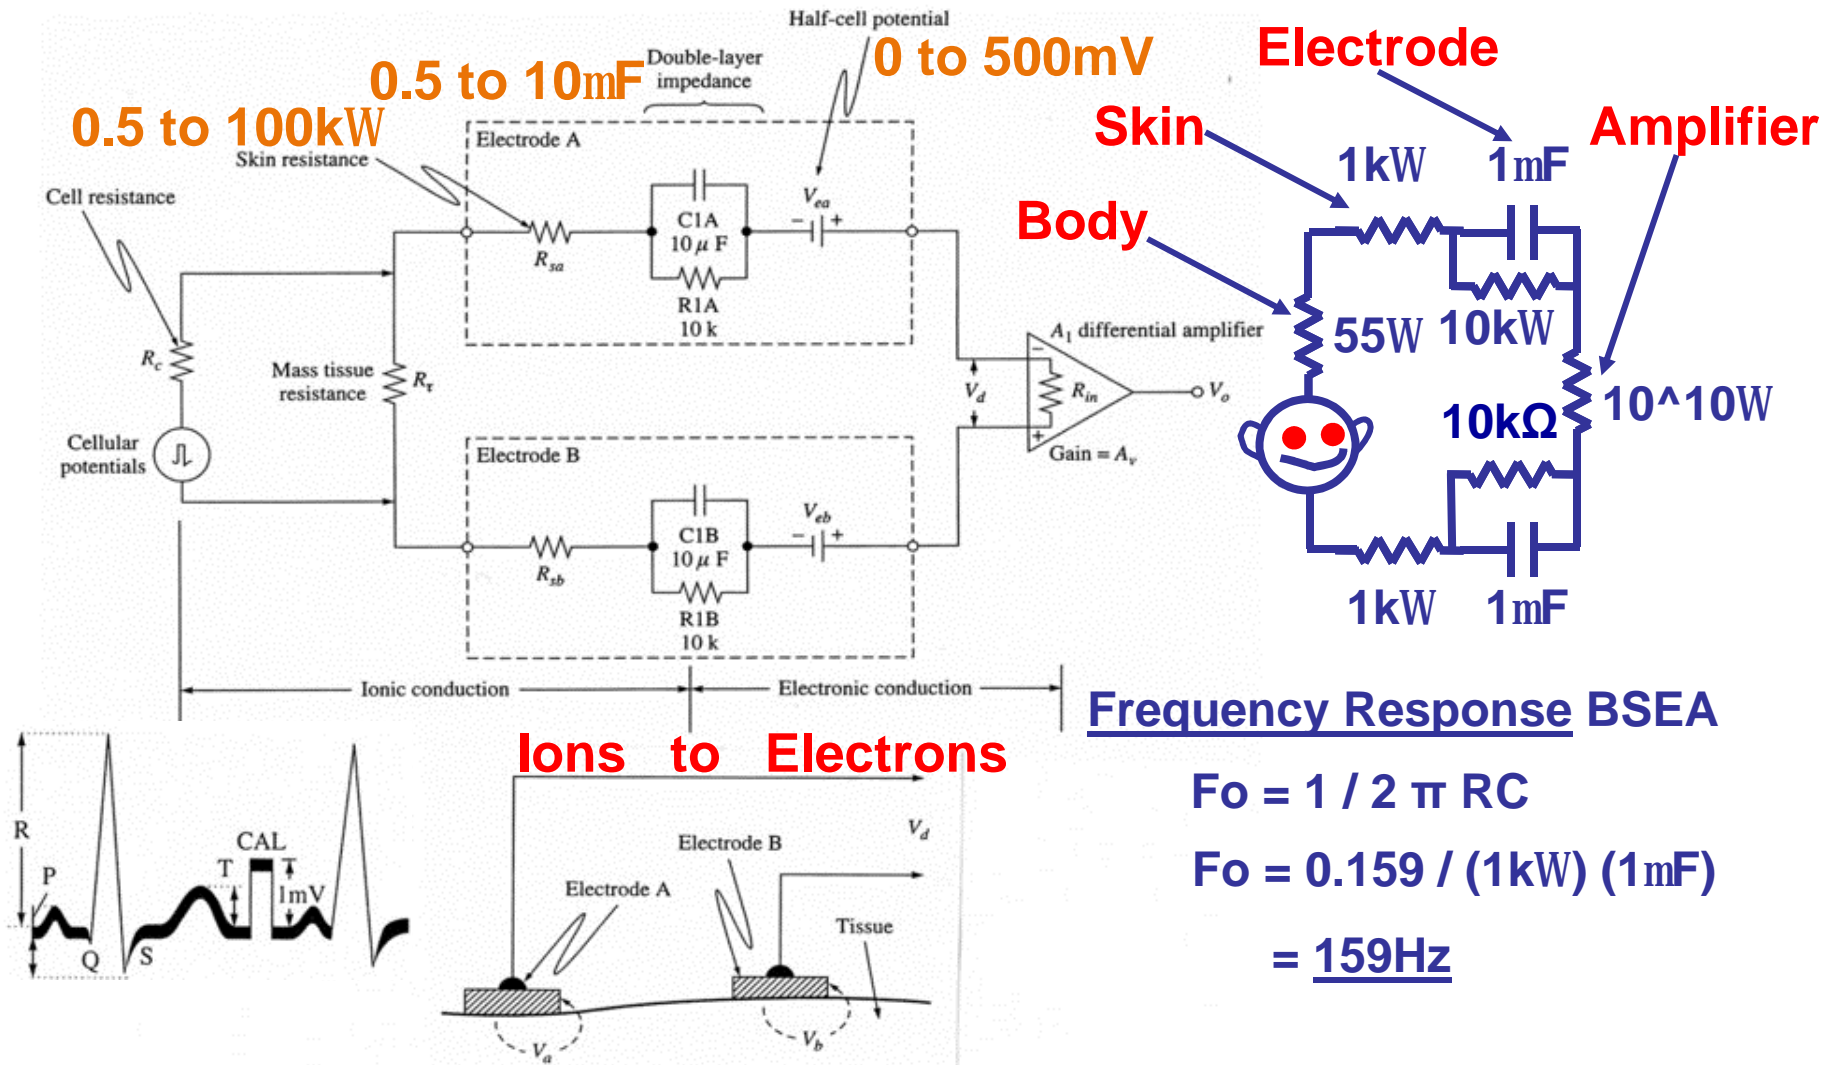 Half-cell potential
0 to 500mV
Double-layer
impedance
0.5 to 10mF
0.5 to 100kW
Skin resistance
Cell resistance
Electrode A
C1A
10 μ F
R1A
10 k
Rsa
Vea
− +
Rc
Mass tissue
resistance
Rτ
Cellular
potentials
A1 differential amplifier
−
Vd
Rin
+
Vo
Gain = Av
Electrode B
C1B
10 μ F
R1B
10 k
Rsb
Veb
− +
Ionic conduction
Electronic conduction
Ions to Electrons
Electrode
Skin
Amplifier
Body
1kW
1mF
55W
10kW
10^10W
10kΩ
1kW
1mF
Frequency Response BSEA
Fo = 1 / 2 π RC
Fo = 0.159 / (1kW) (1mF)
= 159Hz
R
P
Q
S
T
CAL
1mV
Vd
Electrode B
Electrode A
Tissue
Va
Vb